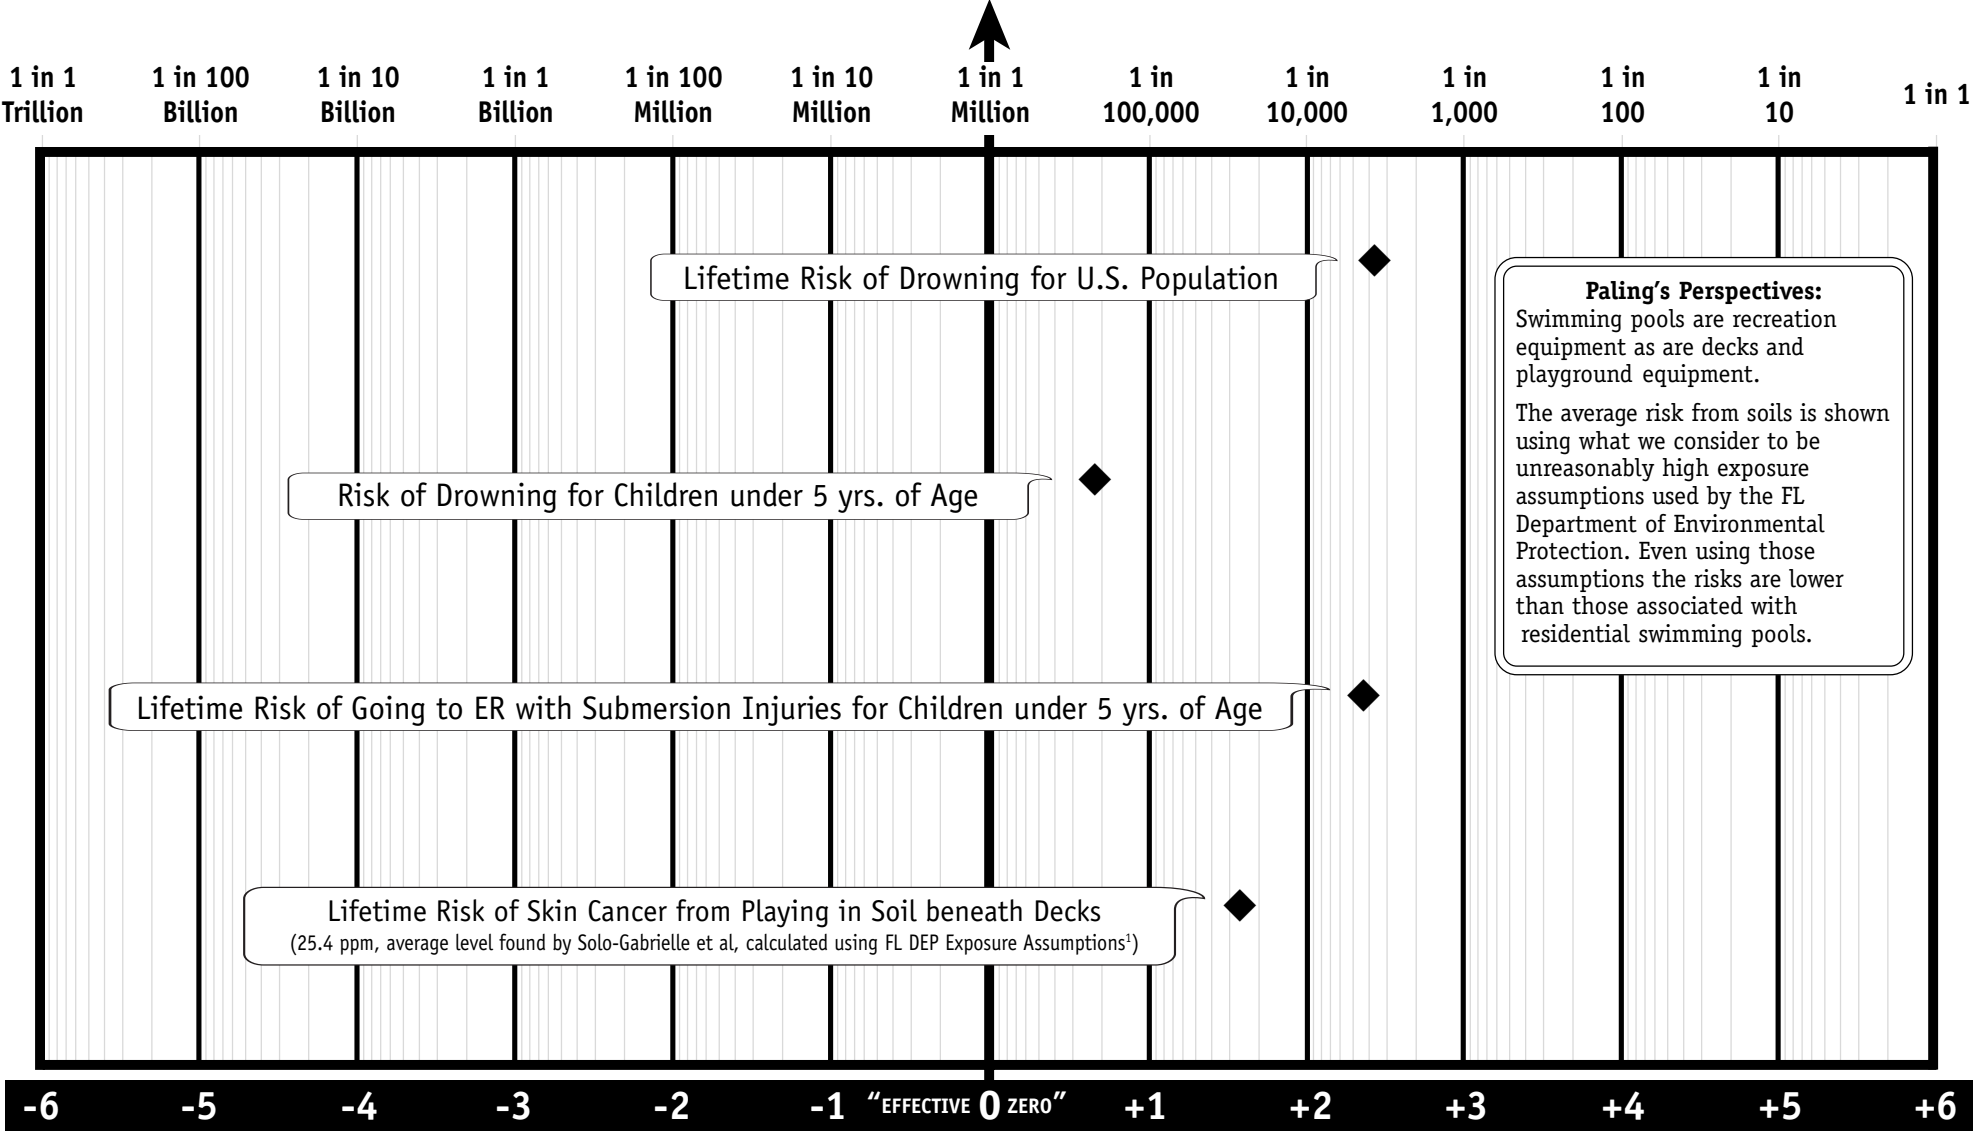 1 in 1 Trillion
1 in 100 Billion
1 in 10 Billion
1 in 1 Billion
1 in 100 Million
1 in 10 Million
1 in 1 Million
1 in 100,000
1 in 10,000
1 in 1,000
1 in 100
1 in 10
1 in 1
Lifetime Risk of Drowning for U.S. Population
Risk of Drowning for Children under 5 yrs. of Age
Lifetime Risk of Going to ER with Submersion Injuries for Children under 5 yrs. of Age
Lifetime Risk of Skin Cancer from Playing in Soil beneath Decks
(25.4 ppm, average level found by Solo-Gabrielle et al, calculated using FL DEP Exposure Assumptions¹)
Paling’s Perspectives:
Swimming pools are recreation
equipment as are decks and
playground equipment.
The average risk from soils is shown
using what we consider to be
unreasonably high exposure
assumptions used by the FL
Department of Environmental
Protection. Even using those
assumptions the risks are lower
than those associated with
residential swimming pools.
-6 -5 -4 -3 -2 -1 “EFFECTIVE 0 ZERO” +1 +2 +3 +4 +5 +6